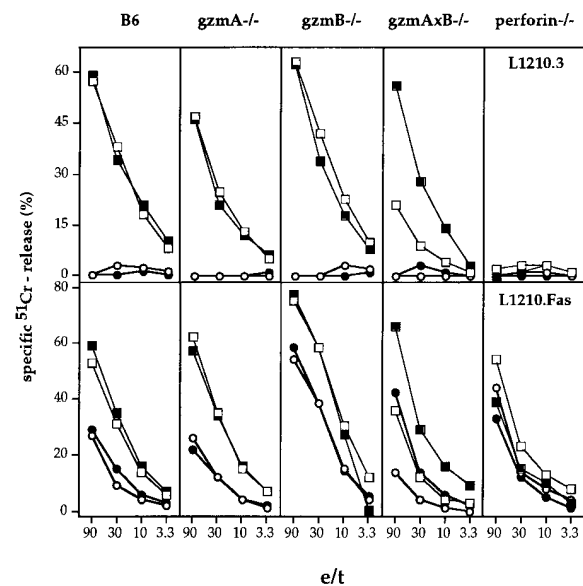 B6 gzmA-/- gzmB-/- gzmAxB-/- perforin-/-
L1210.3
60
45
30
15
0
L1210.Fas
80
60
40
20
0
specific ⁵¹Cr - release (%)
90 30 10 3.3 90 30 10 3.3 90 30 10 3.3 90 30 10 3.3 90 30 10 3.3
e/t